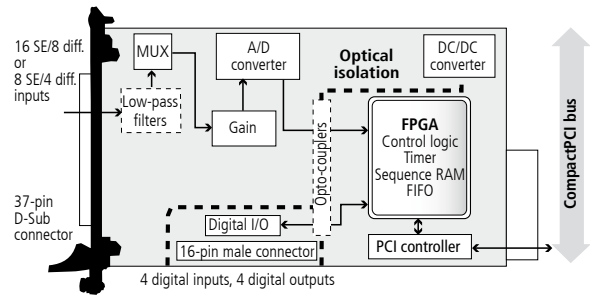 16 SE/8 diff.
or
8 SE/4 diff.
inputs
MUX
A/D
converter
Optical
isolation
DC/DC
converter
Low-pass
filters
Gain
Opto-couplers
FPGA
Control logic
Timer
Sequence RAM
FIFO
CompactPCI bus
37-pin
D-Sub
connector
Digital I/O
16-pin male connector
PCI controller
4 digital inputs, 4 digital outputs